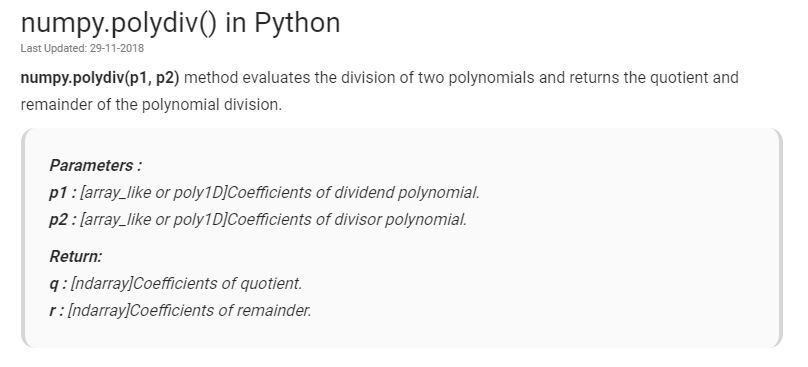 numpy.polydiv() in Python
Last Updated: 29-11-2018
numpy.polydiv(p1, p2) method evaluates the division of two polynomials and returns the quotient and
remainder of the polynomial division.
Parameters :
p1 : [array_like or poly1D]Coefficients of dividend polynomial.
p2 : [array_like or poly1D]Coefficients of divisor polynomial.
Return:
q : [ndarray]Coefficients of quotient.
r : [ndarray]Coefficients of remainder.